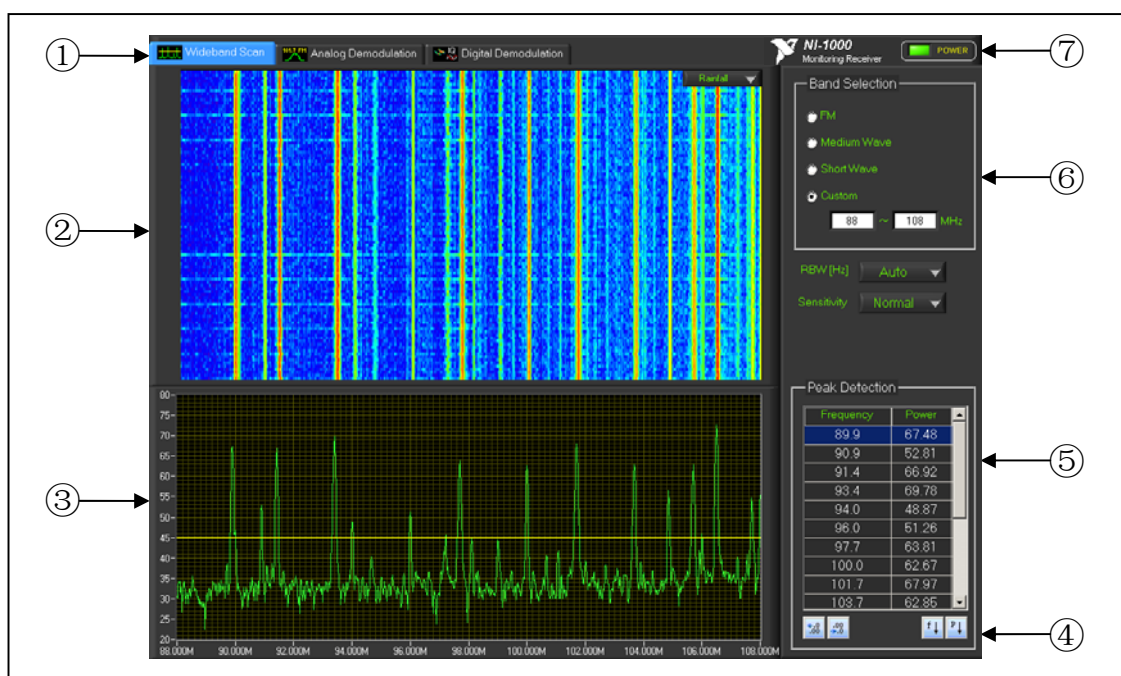 ①
Wideband Scan
Analog Demodulation
Digital Demodulation
NI-1000
Monitoring Receiver
POWER
⑦
②
Rainfall
Band Selection
FM
Medium Wave
Short Wave
Custom
88 ~ 108 MHz
⑥
RBW [Hz] Auto
Sensitivity Normal
③
80
75
70
65
60
55
50
45
40
35
30
25
20
88.000M 90.000M 92.000M 94.000M 96.000M 98.000M 100.000M 102.000M 104.000M 106.000M 108.000M
Peak Detection
Frequency Power
89.9 67.48
90.9 52.81
91.4 66.92
93.4 69.78
94.0 48.87
96.0 51.26
97.7 63.81
100.0 62.67
101.7 67.97
103.7 62.85
⑤
f P
④